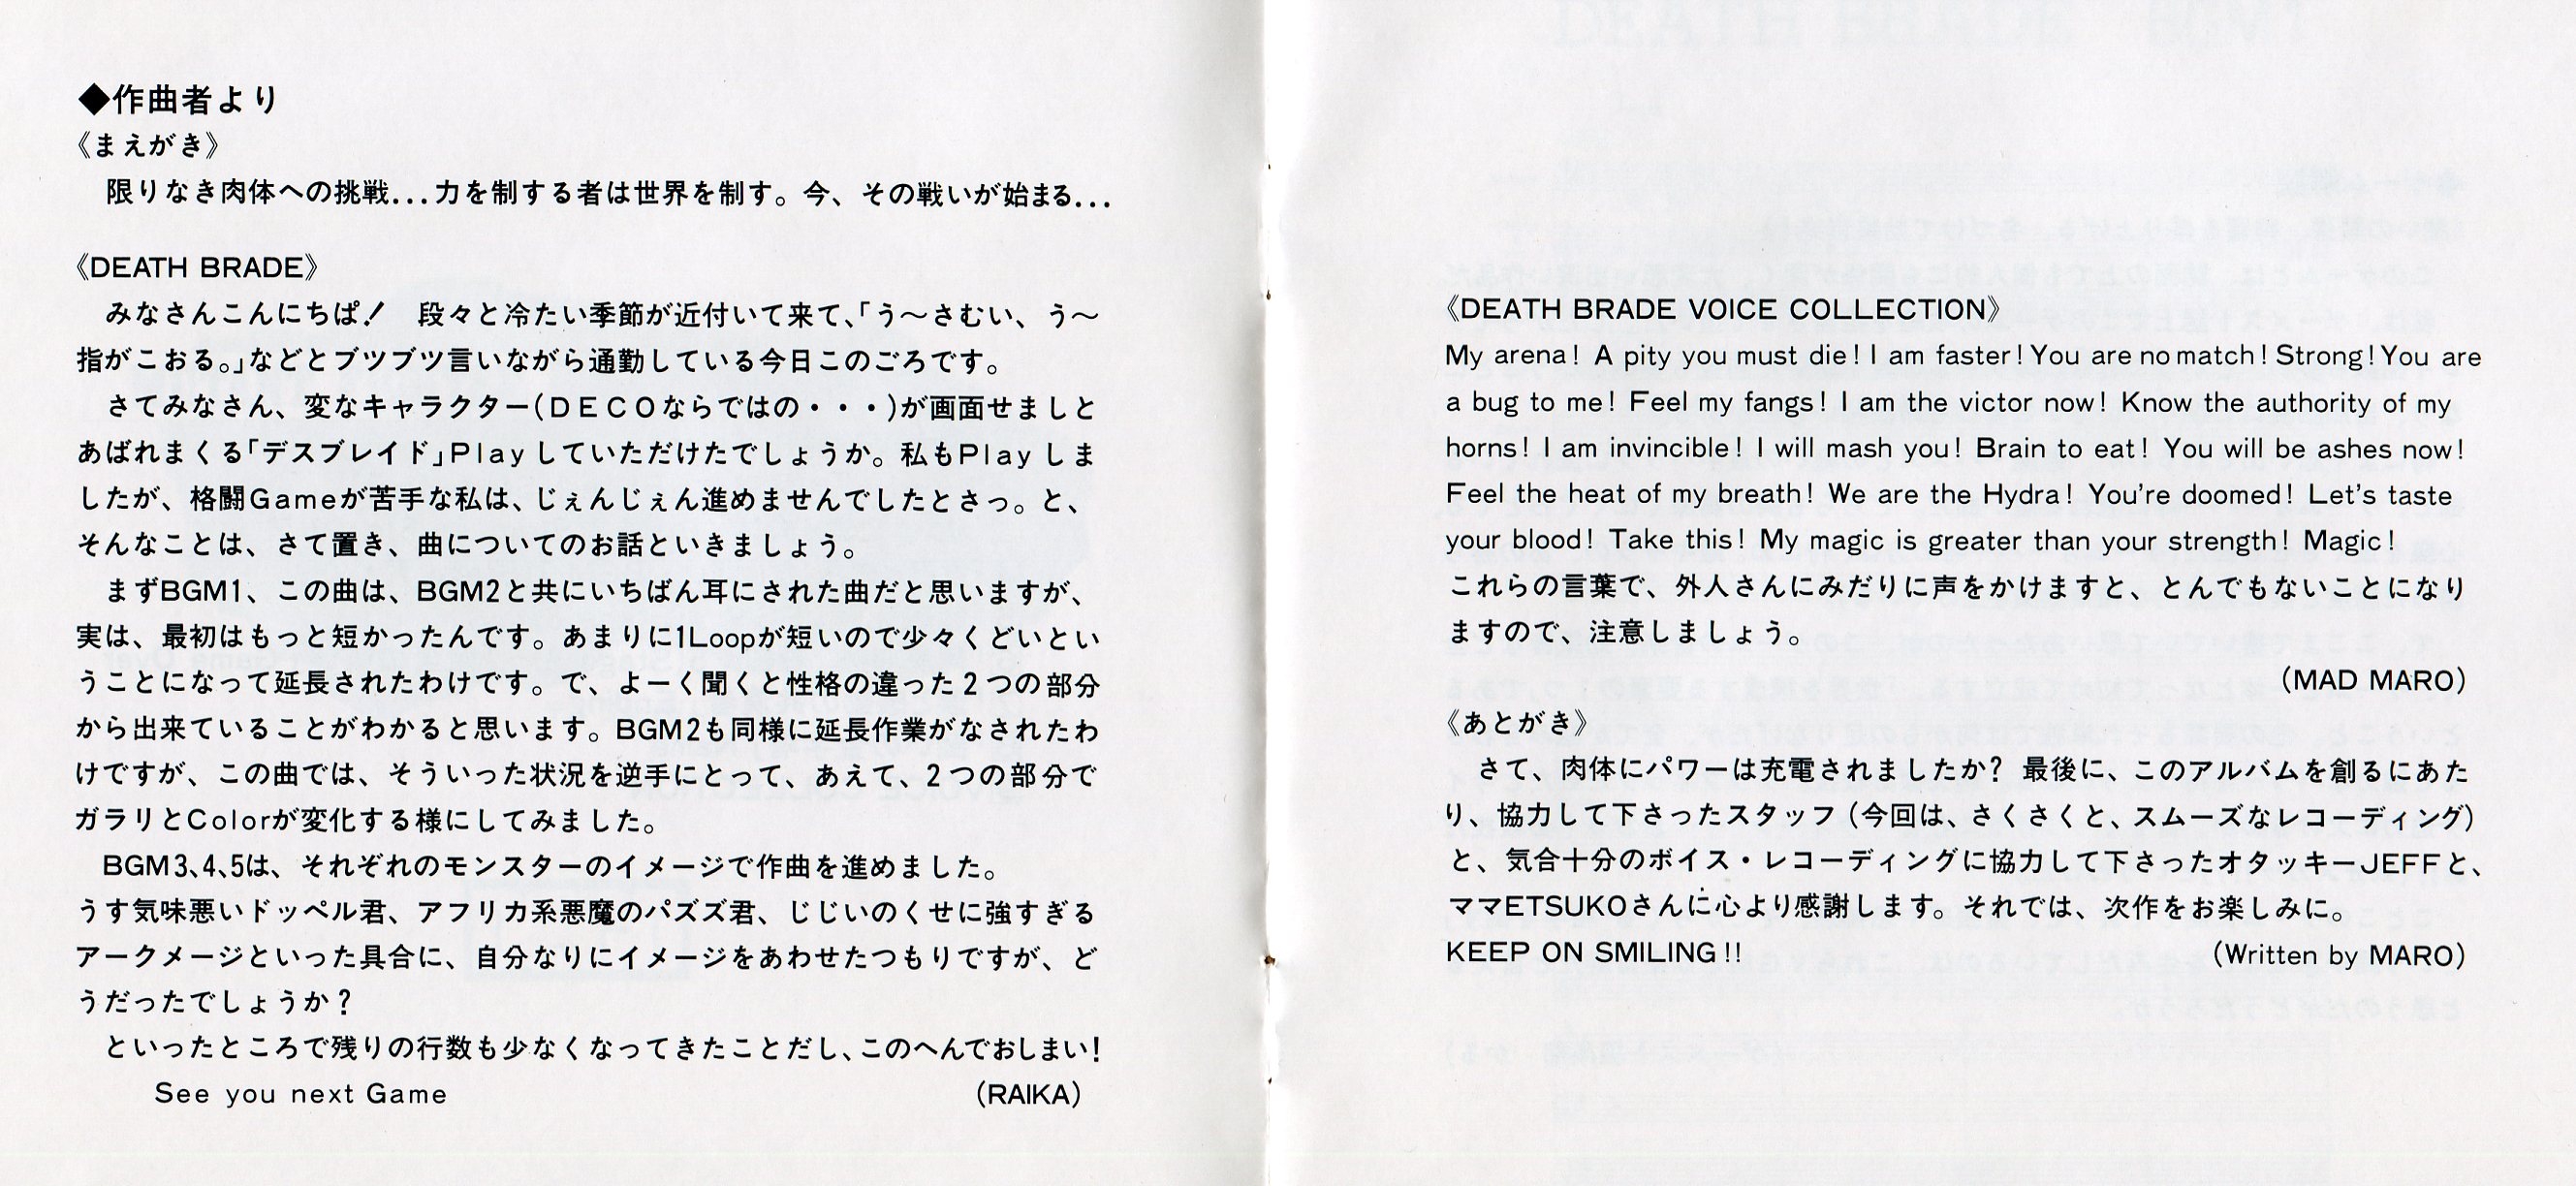 ◆作曲者より
《まえがき》
限りなき肉体への挑戦...力を制する者は世界を制す。今、その戦いが始まる...
《DEATH BRADE》
みなさんこんにちぱ！ 段々と冷たい季節が近付いて来て、「う～さむい、う～
指がこおる。」などとブツブツ言いながら通勤している今日このごろです。
さてみなさん、変なキャラクター(ＤＥＣＯならではの・・・)が画面せましと
あばれまくる「デスブレイド」Playしていただけたでしょうか。私もPlayしま
したが、格闘Gameが苦手な私は、じぇんじぇん進めませんでしたとさっ。と、
そんなことは、さて置き、曲についてのお話といきましょう。
まずBGM1、この曲は、BGM2と共にいちばん耳にされた曲だと思いますが、
実は、最初はもっと短かったんです。あまりに1Loopが短いので少々くどいとい
うことになって延長されたわけです。で、よーく聞くと性格の違った2つの部分
から出来ていることがわかると思います。BGM2も同様に延長作業がなされたわ
けですが、この曲では、そういった状況を逆手にとって、あえて、2つの部分で
ガラリとColorが変化する様にしてみました。
BGM3､4､5は、それぞれのモンスターのイメージで作曲を進めました。
うす気味悪いドッペル君、アフリカ系悪魔のパズズ君、じじいのくせに強すぎる
アークメージといった具合に、自分なりにイメージをあわせたつもりですが、ど
うだったでしょうか？
といったところで残りの行数も少なくなってきたことだし、このへんでおしまい！
See you next Game (RAIKA)
《DEATH BRADE VOICE COLLECTION》
My arena! A pity you must die! I am faster! You are no match! Strong! You are
a bug to me! Feel my fangs! I am the victor now! Know the authority of my
horns! I am invincible! I will mash you! Brain to eat! You will be ashes now!
Feel the heat of my breath! We are the Hydra! You're doomed! Let's taste
your blood! Take this! My magic is greater than your strength! Magic!
これらの言葉で、外人さんにみだりに声をかけますと、とんでもないことになり
ますので、注意しましょう。
(MAD MARO)
《あとがき》
さて、肉体にパワーは充電されましたか? 最後に、このアルバムを創るにあた
り、協力して下さったスタッフ(今回は、さくさくと、スムーズなレコーディング)
と、気合十分のボイス・レコーディングに協力して下さったオタッキーJEFFと、
ママETSUKOさんに心より感謝します。それでは、次作をお楽しみに。
KEEP ON SMILING!! (Written by MARO)